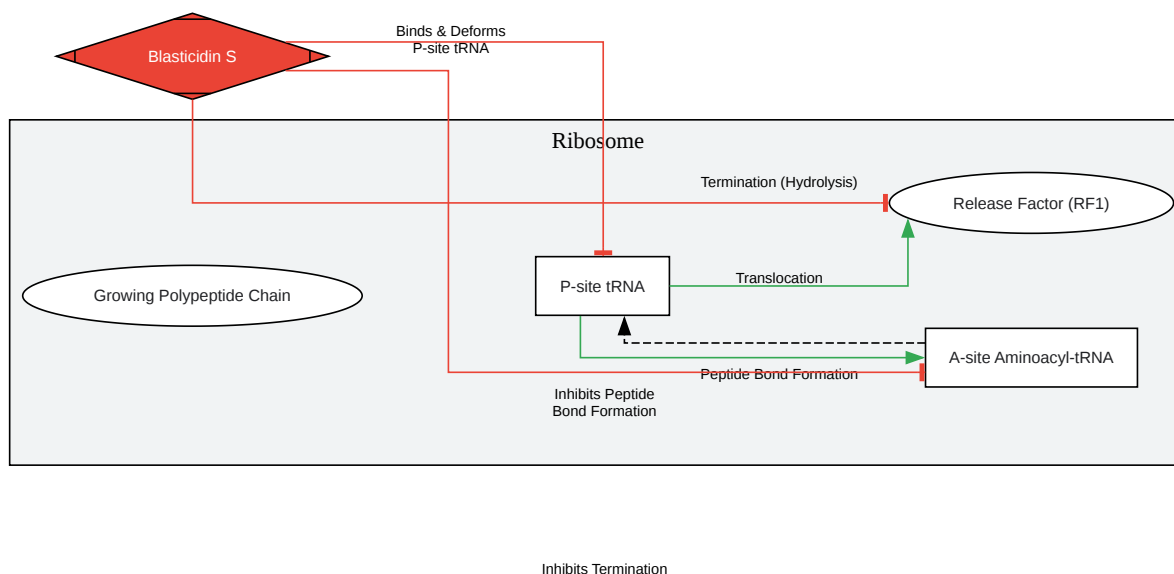 Binds & Deforms
P-site tRNA
Blasticidin S
Ribosome
Termination (Hydrolysis)
Release Factor (RF1)
Translocation
P-site tRNA
Growing Polypeptide Chain
A-site Aminoacyl-tRNA
Peptide Bond Formation
Inhibits Peptide
Bond Formation
Inhibits Termination